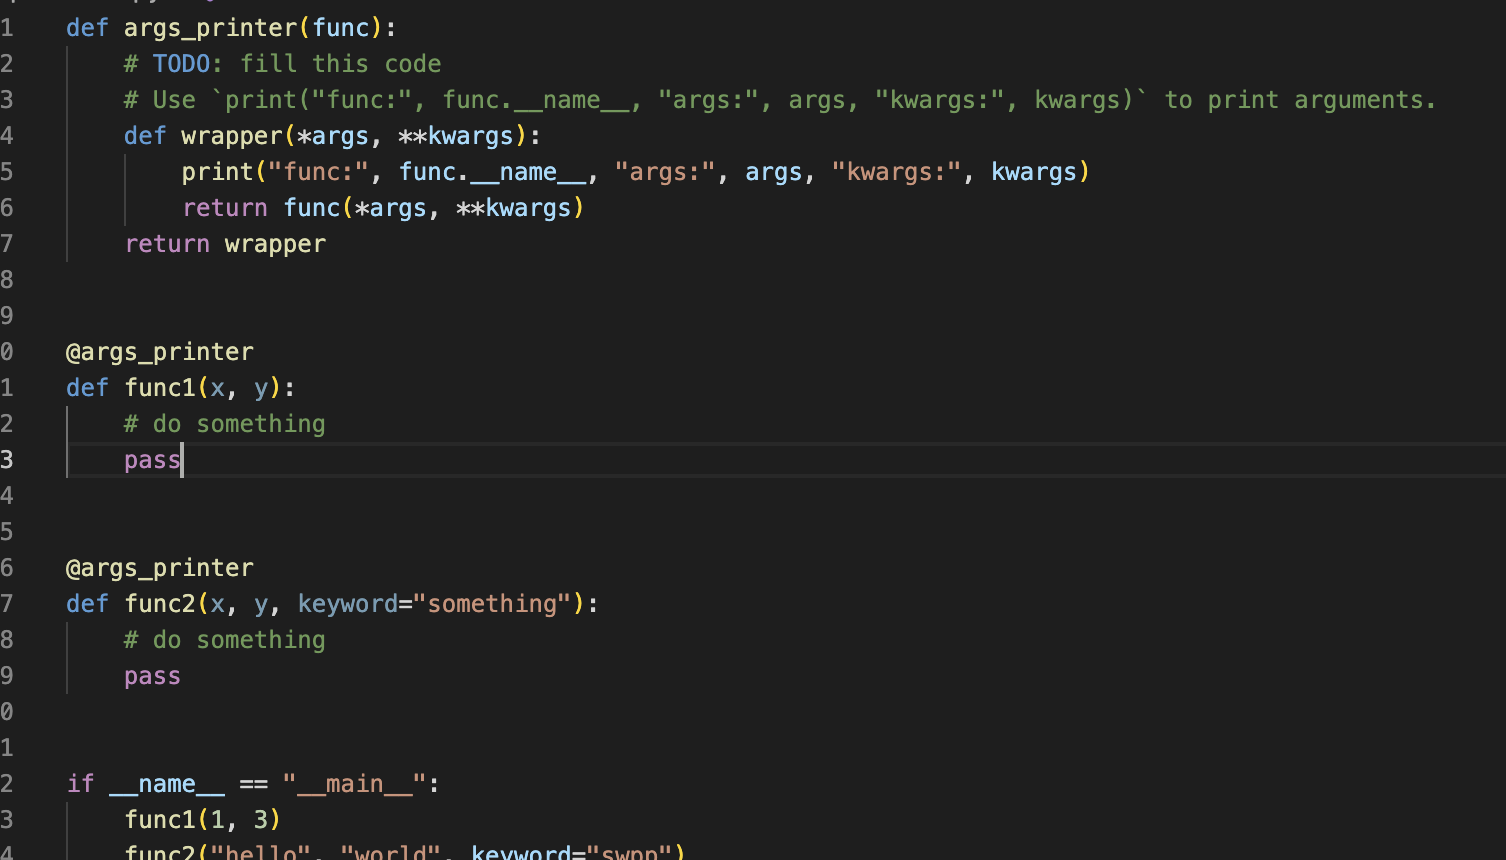 1 def args_printer(func):
2     # TODO: fill this code
3     # Use `print("func:", func.__name__, "args:", args, "kwargs:", kwargs)` to print arguments.
4     def wrapper(*args, **kwargs):
5         print("func:", func.__name__, "args:", args, "kwargs:", kwargs)
6         return func(*args, **kwargs)
7     return wrapper
8
9
0 @args_printer
1 def func1(x, y):
2     # do something
3     pass
4
5
6 @args_printer
7 def func2(x, y, keyword="something"):
8     # do something
9     pass
0
1
2 if __name__ == "__main__":
3     func1(1, 3)
4     func2("hello", "world", keyword="swpp")